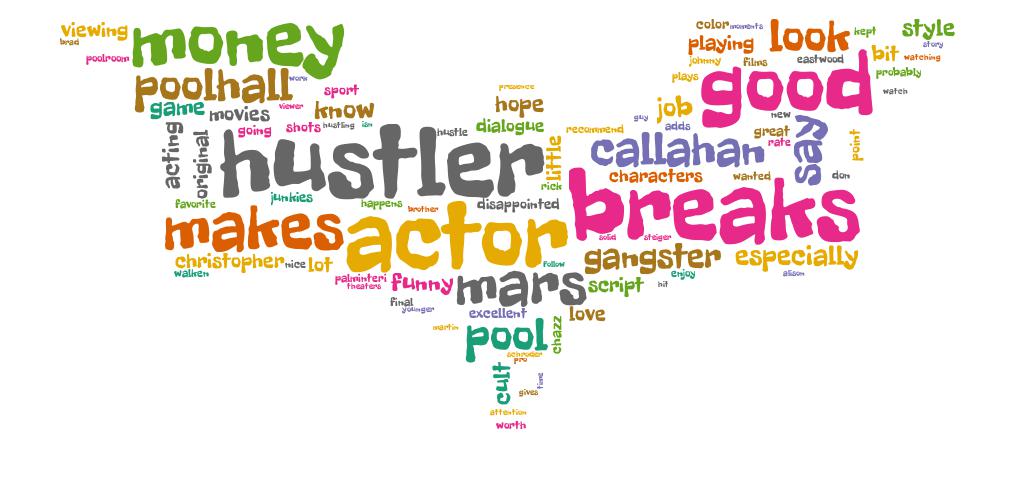 viewing
brad
money
color moments
look
kept
style
story
poolroom
playing
johnny
films
eastwood
bit
watching
probably
poolhall
work
plays
good
watch
game
movies
viewer
sport
know
presence
hope
job
guy
adds
new
going
shots
hustling
hustle
dialogue
recommend
great
rate
say
point
acting
original
hustler
little
callahan
rick
characters
wanted
don
favorite
junkies
happens
brother
disappointed
breaks
makes
actor
solid
steiger
christopher
nice
lot
walken
follow
gangster
especially
alison
palminteri
theaters
funny
mars
script
hit
enjoy
final
younger
excellent
love
martin
pool
chazz
schroder
pro
cult
time
gives
attention
worth